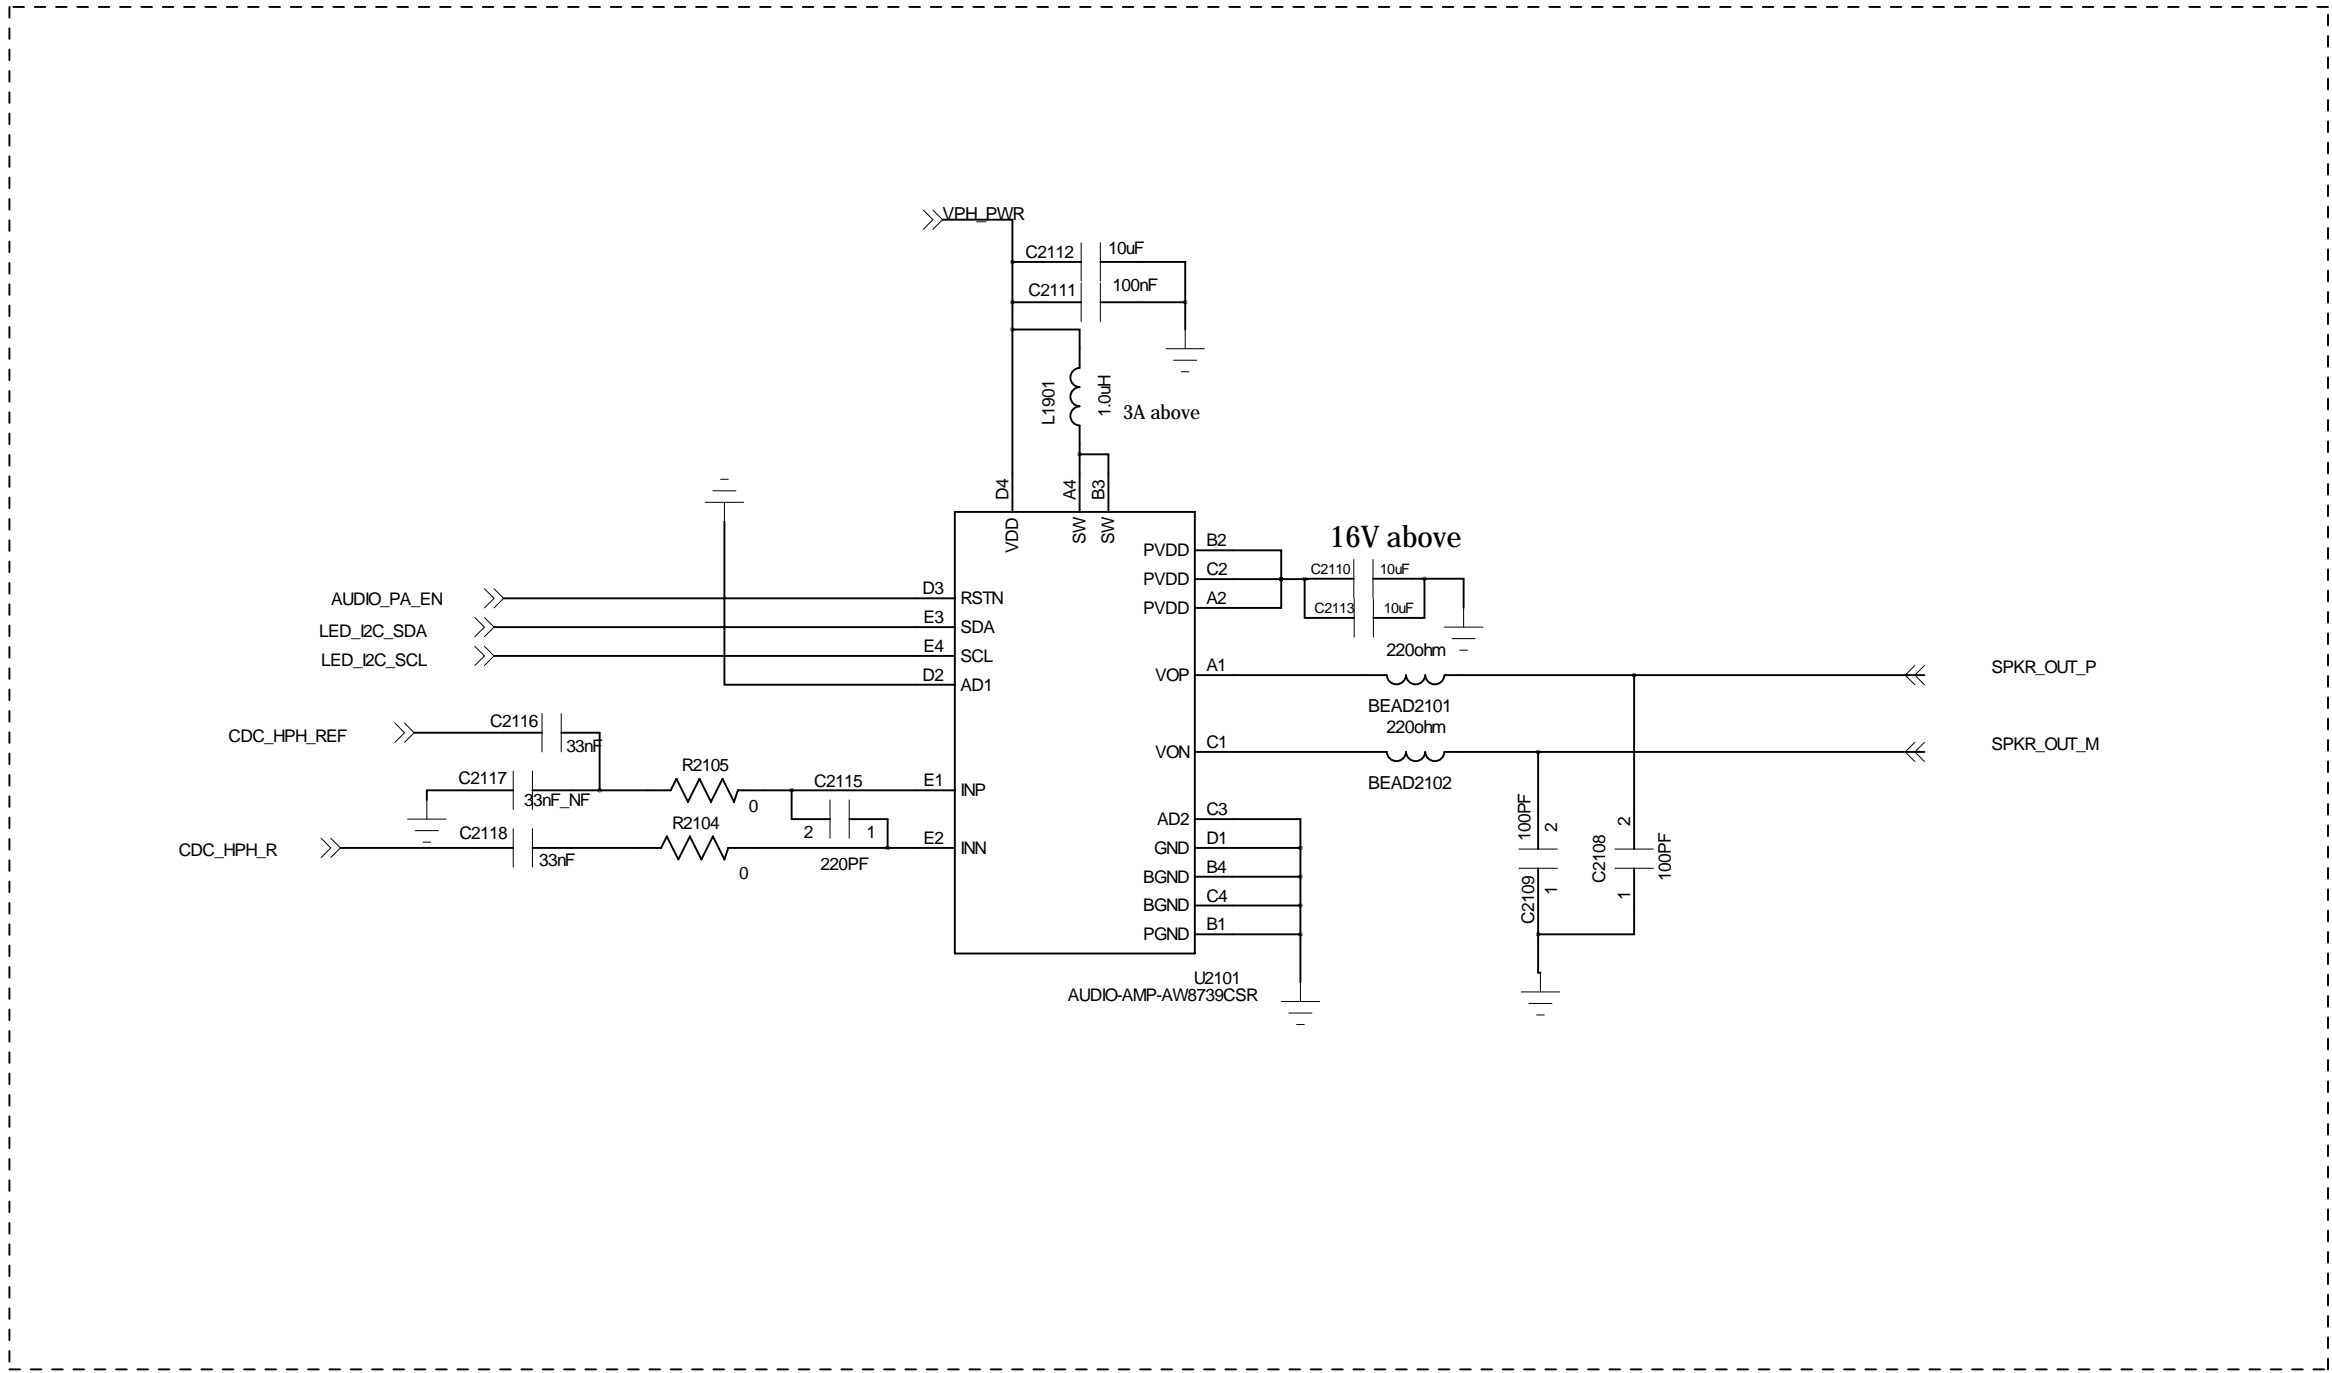 VPH_PWR
C2112 10uF
C2111 100nF
L1901 1.0uH 3A above
D4 A4 B3
VDD SW SW
16V above
PVDD B2
PVDD C2 C2110 10uF
PVDD A2 C2113 10uF
AUDIO_PA_EN D3 RSTN
LED_I2C_SDA E3 SDA
LED_I2C_SCL E4 SCL
D2 AD1
220ohm
VOP A1 SPKR_OUT_P
BEAD2101
220ohm
VON C1 SPKR_OUT_M
BEAD2102
CDC_HPH_REF C2116 33nF
C2117 33nF_NF R2105 0 C2115 E1 INP
2 1
220PF
CDC_HPH_R C2118 33nF R2104 0 E2 INN
AD2 C3
GND D1
BGND B4
BGND C4
PGND B1
100PF 2
C2109 1
C2108 2 1 100PF
U2101
AUDIO-AMP-AW8739CSR